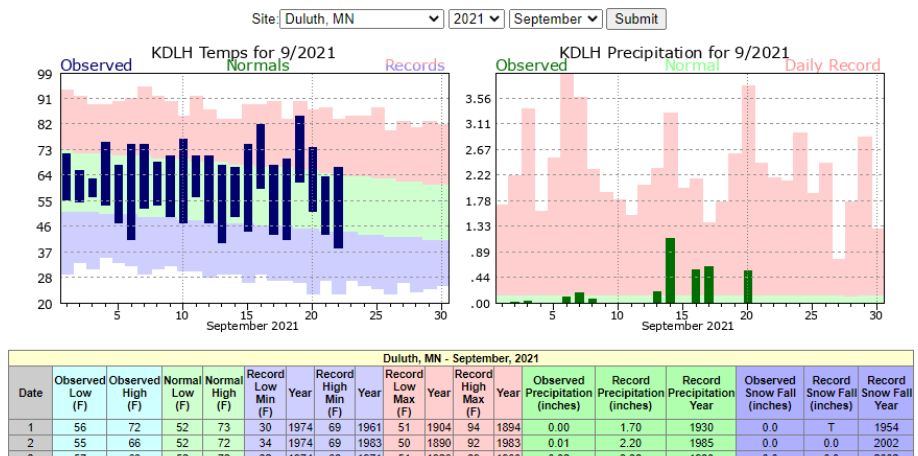 Site: Duluth, MN 2021 September Submit
KDLH Temps for 9/2021
Observed Normals Records
99
91
82
73
64
55
46
37
28
20
5 10 15 20 25 30
September 2021
KDLH Precipitation for 9/2021
Observed Normal Daily Record
3.56
3.11
2.67
2.22
1.78
1.33
.89
.44
.00
5 10 15 20 25 30
September 2021
Duluth, MN - September, 2021
Date Observed Low (F) Observed High (F) Normal Low (F) Normal High (F) Record Low Min (F) Year Record High Min (F) Year Record Low Max (F) Year Record High Max (F) Year Observed Precipitation (inches) Record Precipitation (inches) Record Precipitation Year Observed Snow Fall (inches) Record Snow Fall (inches) Record Snow Fall Year
1 56 72 52 73 30 1974 69 1961 51 1904 94 1894 0.00 1.70 1930 0.0 T 1954
2 55 66 52 72 34 1974 69 1983 50 1890 92 1983 0.01 2.20 1985 0.0 0.0 2002